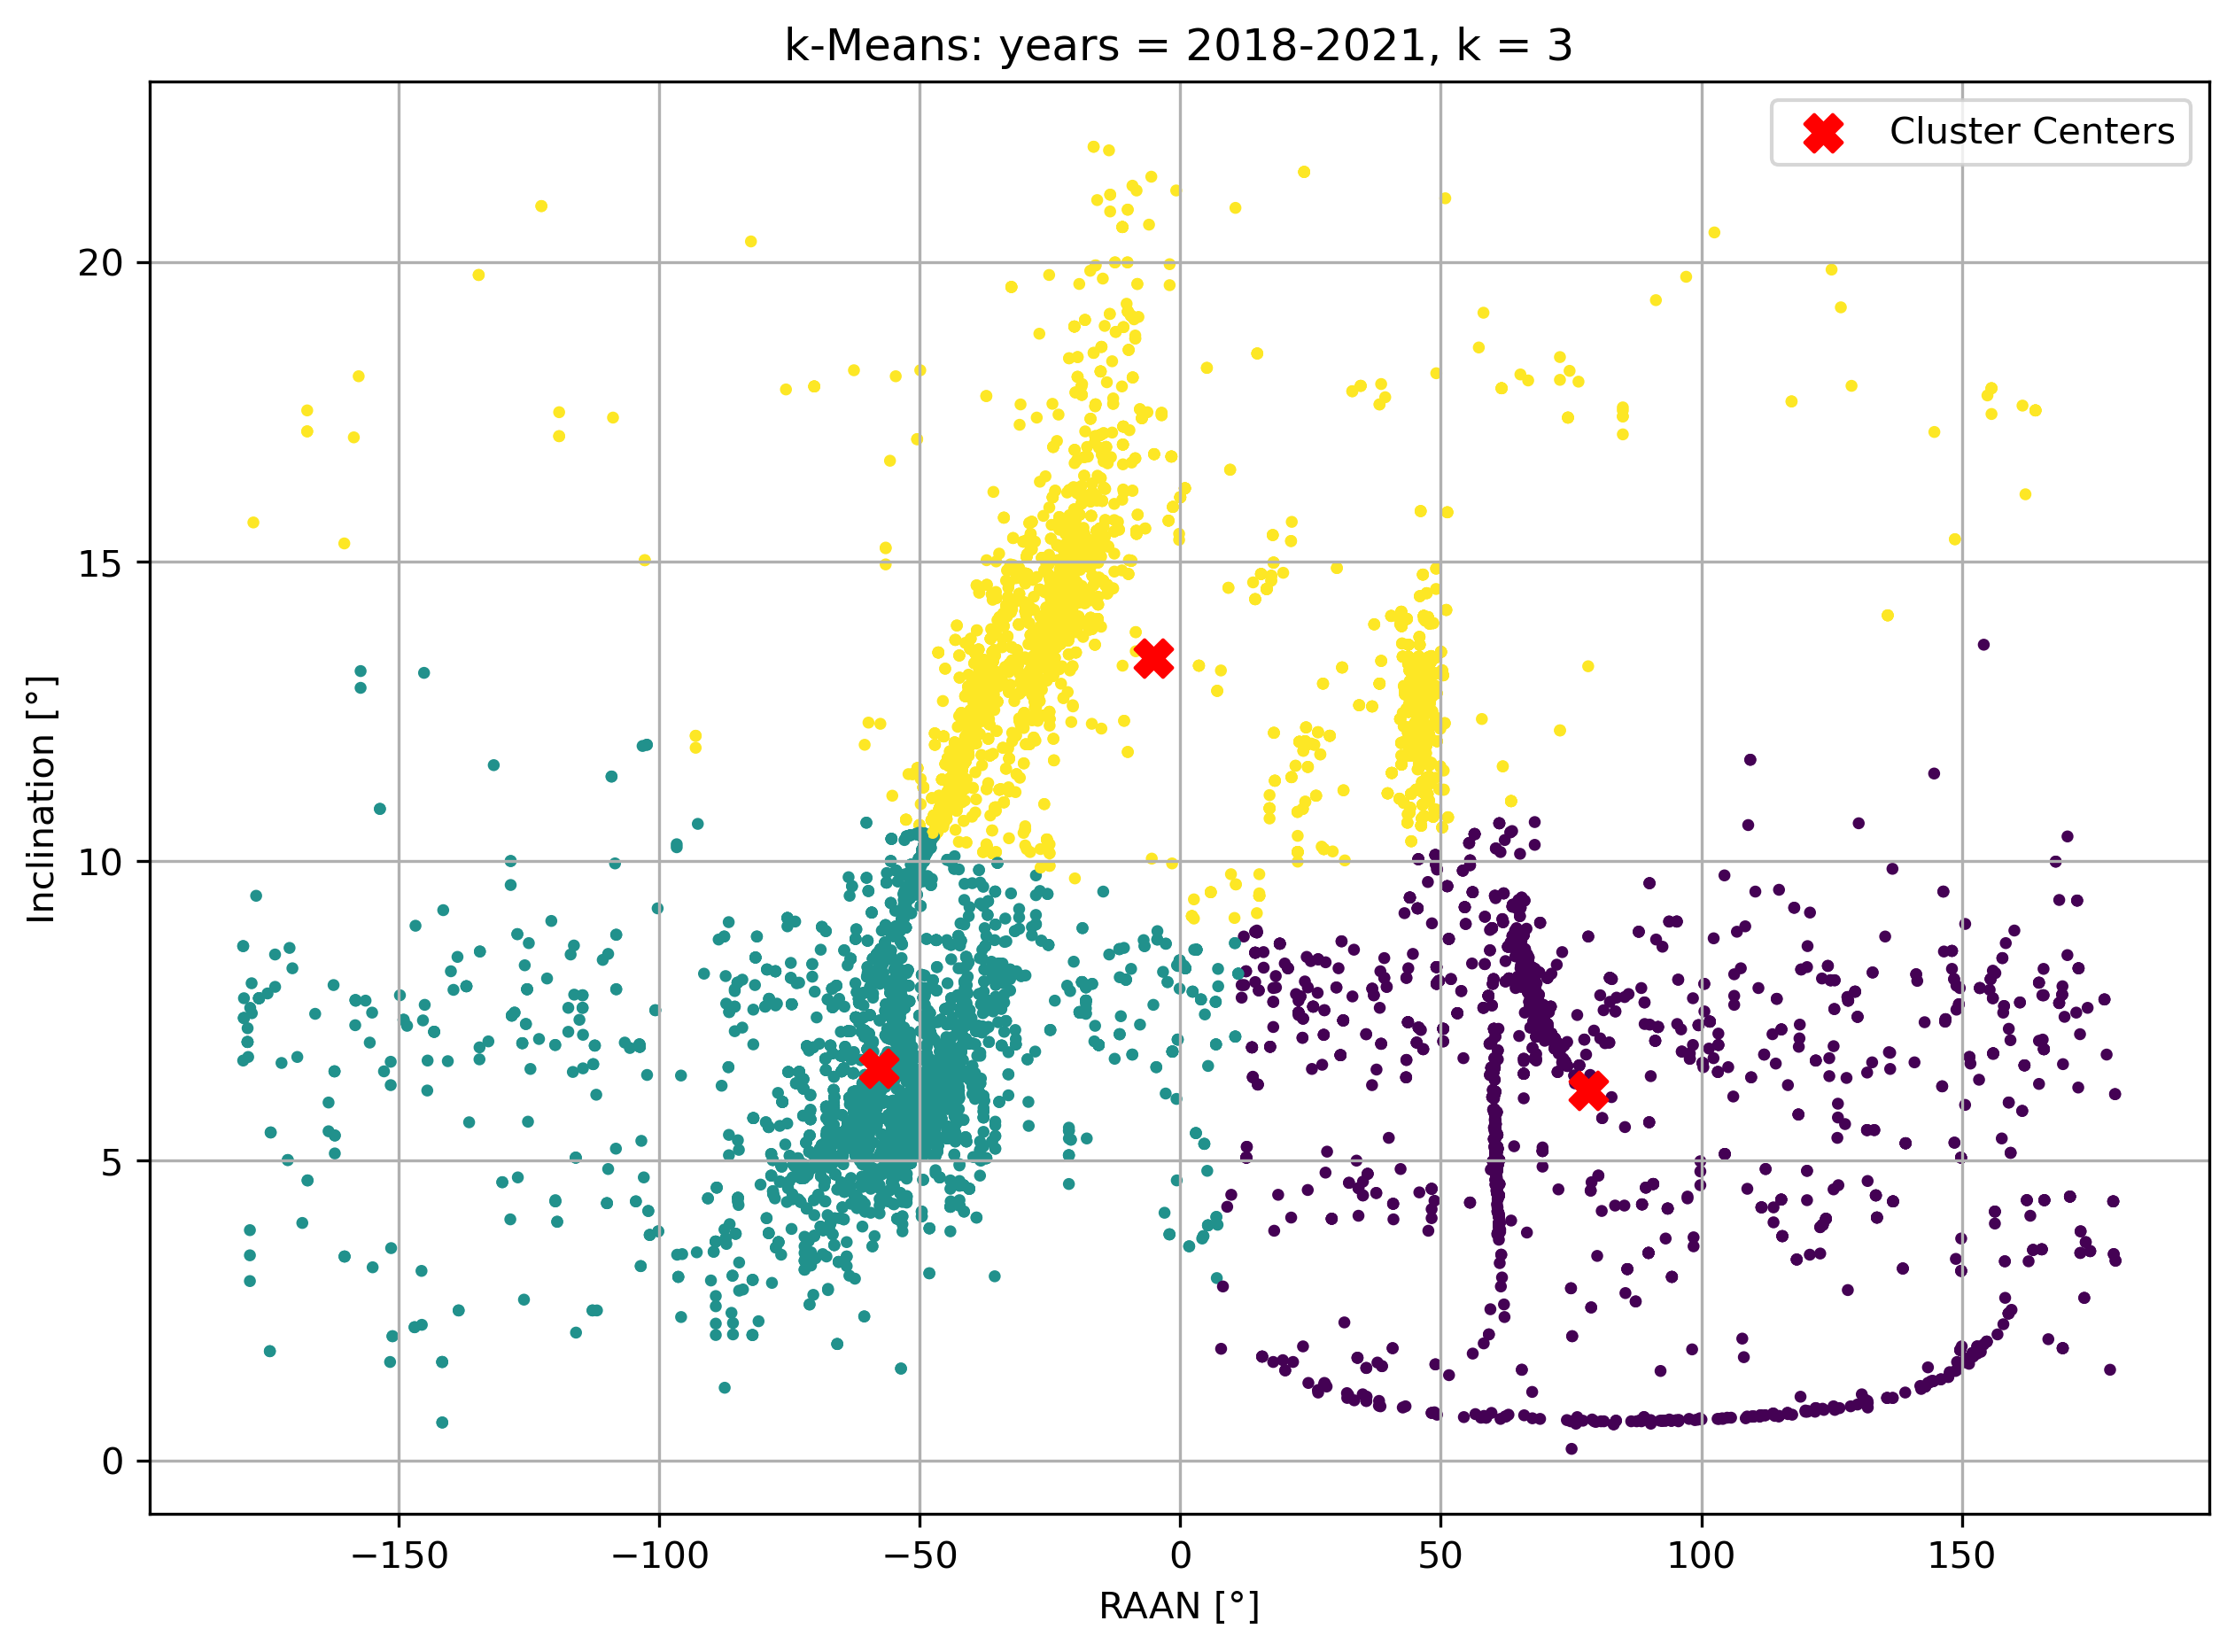 k-Means: years = 2018-2021, k = 3
Cluster Centers
Inclination [°]
20
15
10
5
0
−150 −100 −50 0 50 100 150
RAAN [°]